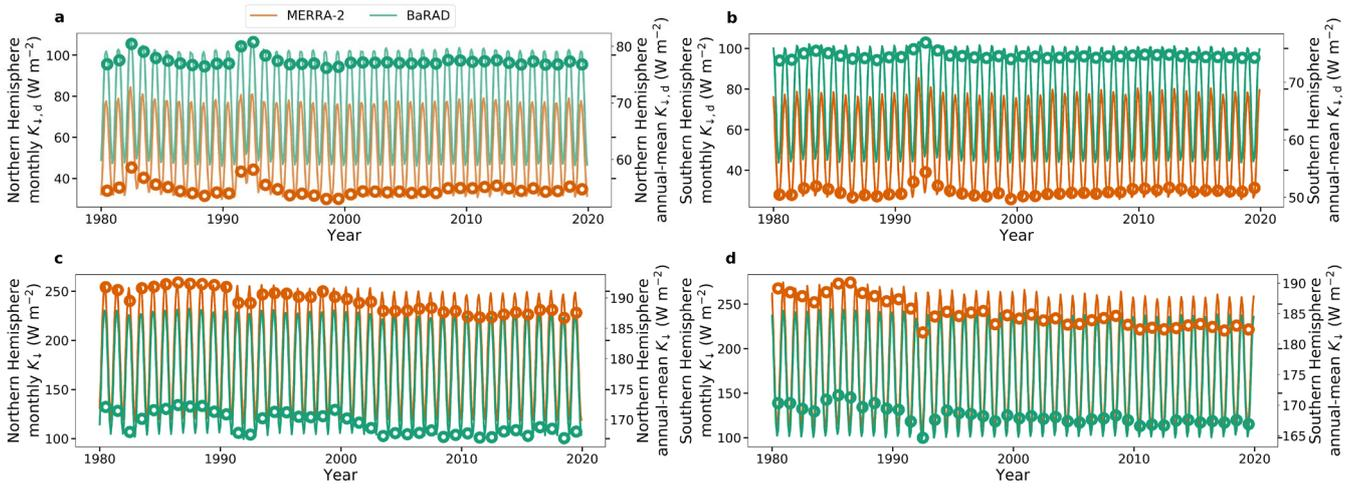 MERRA-2 BaRAD
a
Northern Hemisphere
monthly K↓,d (W m−2)
100
80
60
40
80
70
60
Northern Hemisphere
annual-mean K↓,d (W m−2)
1980 1990 2000 2010 2020
Year
b
Southern Hemisphere
monthly K↓,d (W m−2)
100
80
60
40
70
60
50
Southern Hemisphere
annual-mean K↓,d (W m−2)
1980 1990 2000 2010 2020
Year
c
Northern Hemisphere
monthly K↓ (W m−2)
250
200
150
100
190
185
180
175
170
Northern Hemisphere
annual-mean K↓ (W m−2)
1980 1990 2000 2010 2020
Year
d
Southern Hemisphere
monthly K↓ (W m−2)
250
200
150
100
190
185
180
175
170
165
Southern Hemisphere
annual-mean K↓ (W m−2)
1980 1990 2000 2010 2020
Year